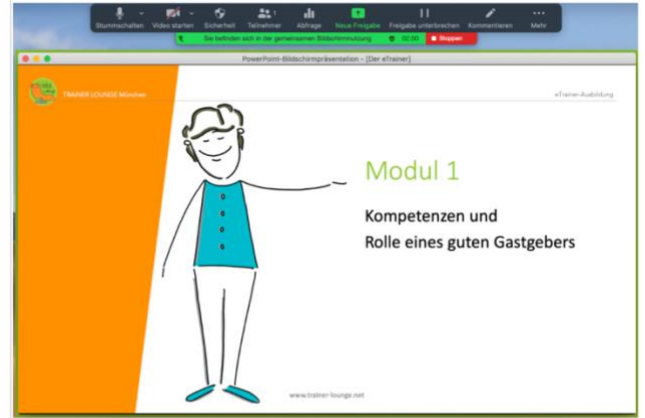 Stummschalten Video starten Sicherheit Teilnehmer Abfrage Neue Freigabe Freigabe unterbrechen Kommentieren Mehr
Sie befinden sich in der gemeinsamen Bildschirmnutzung 02:00 Stoppen
PowerPoint-Bildschirmpräsentation - [Der eTrainer]
TRAINER LOUNGE München
eTrainer-Ausbildung
Modul 1
Kompetenzen und
Rolle eines guten Gastgebers
www.trainer-lounge.net